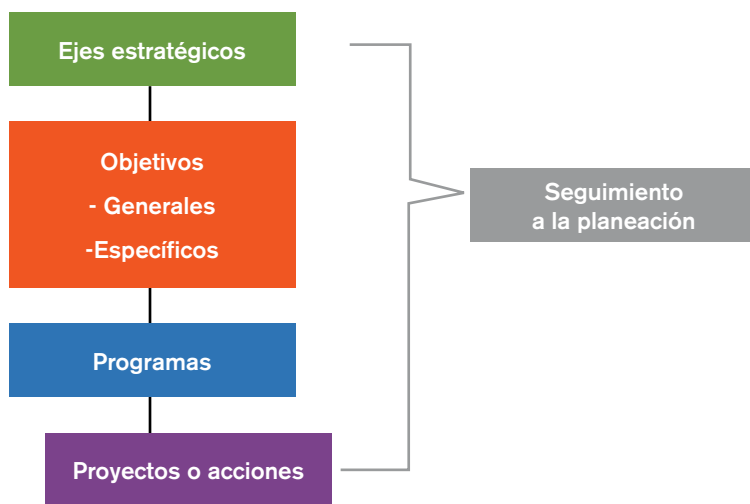 Ejes estratégicos
Objetivos
- Generales
-Específicos
Programas
Proyectos o acciones
Seguimiento
a la planeación